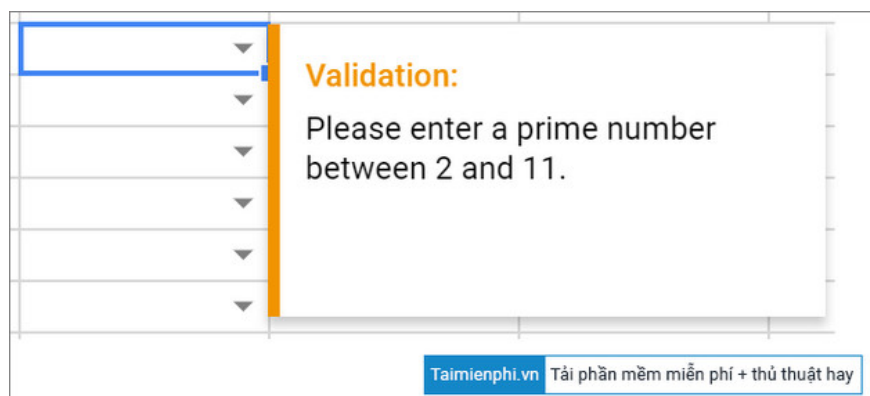 Validation:
Please enter a prime number
between 2 and 11.
Taimienphi.vn Tải phần mềm miễn phí + thủ thuật hay